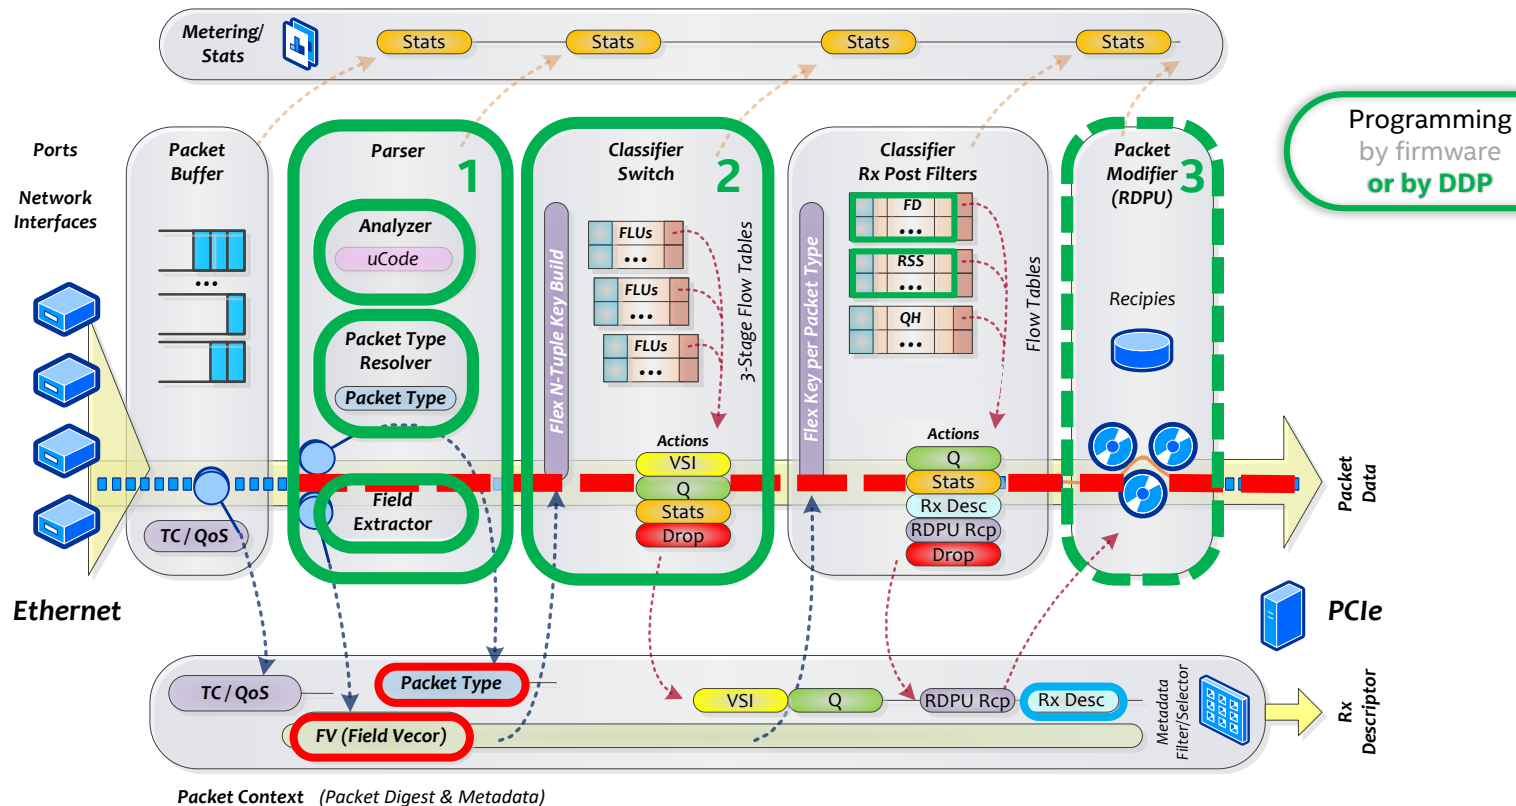 Metering/
Stats
Stats
Stats
Stats
Stats
Programming
by firmware
or by DDP
Ports
Network
Interfaces
Ethernet
Packet
Buffer
...
TC / QoS
Parser
1
Analyzer
uCode
Packet Type
Resolver
Packet Type
Field
Extractor
Classifier
Switch
2
Flex N-Tuple Key Build
FLUs
...
FLUs
...
FLUs
...
3-Stage Flow Tables
Actions
VSI
Q
Stats
Drop
Classifier
Rx Post Filters
Flex Key per Packet Type
FD
...
RSS
...
QH
...
Flow Tables
Actions
Q
Stats
Rx Desc
RDPU Rcp
Drop
Packet
Modifier
(RDPU)
3
Recipies
Packet
Data
PCIe
TC / QoS
Packet Type
FV (Field Vecor)
VSI
Q
RDPU Rcp
Rx Desc
Metadata
Filter/Selector
Rx
Descriptor
Packet Context (Packet Digest & Metadata)